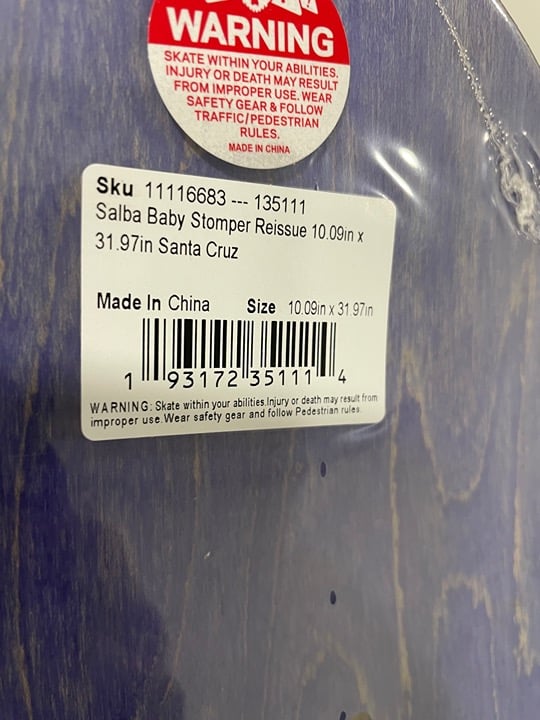 WARNING
SKATE WITHIN YOUR ABILITIES.
INJURY OR DEATH MAY RESULT
FROM IMPROPER USE. WEAR
SAFETY GEAR & FOLLOW
TRAFFIC/PEDESTRIAN
RULES.
MADE IN CHINA
Sku 11116683 --- 135111
Salba Baby Stomper Reissue 10.09in x
31.97in Santa Cruz
Made In China Size 10.09in x 31.97in
1 93172 35111 4
WARNING: Skate within your abilities.Injury or death may result from
improper use.Wear safety gear and follow Pedestrian rules.